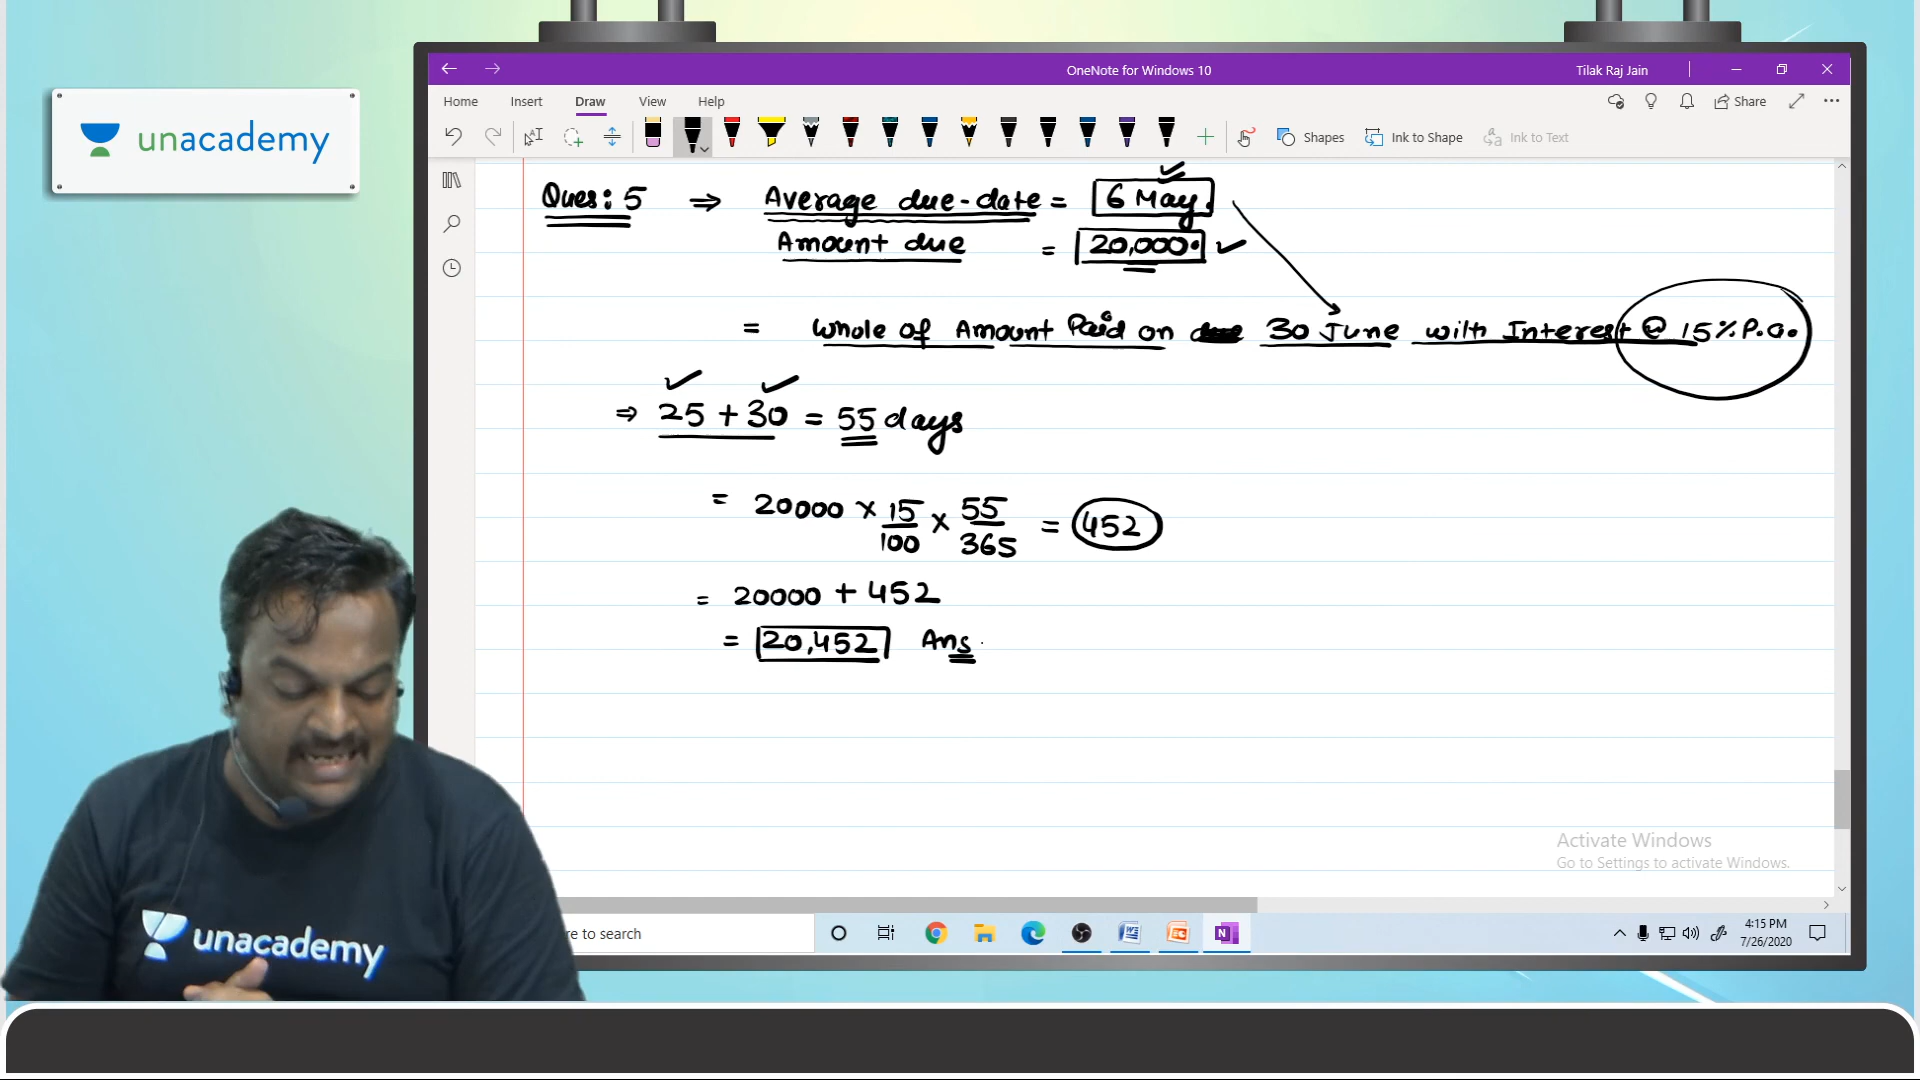 unacademy
OneNote for Windows 10
Tilak Raj Jain
Home Insert Draw View Help
Share
Shapes Ink to Shape Ink to Text
Ques: 5 ⇒ Average due-date = 6 May.
Amount due = 20,000.
= Whole of Amount Paid on 30 June with Interest @ 15% P.a.
⇒ 25 + 30 = 55 days
= 20000 × 15/100 × 55/365 = 452
= 20000 + 452
= 20,452 Ans
unacademy
Activate Windows
Go to Settings to activate Windows.
re to search
4:15 PM
7/26/2020